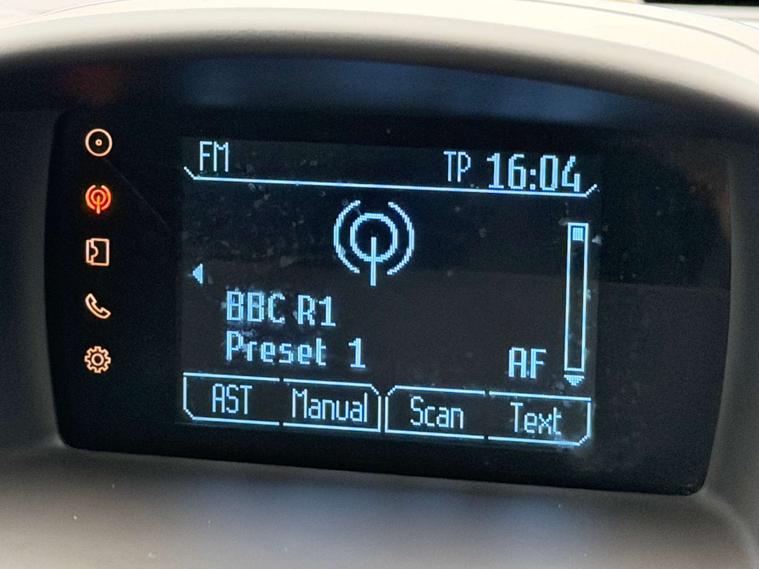 FM TP 16:04
BBC R1
Preset 1 AF
AST Manual Scan Text